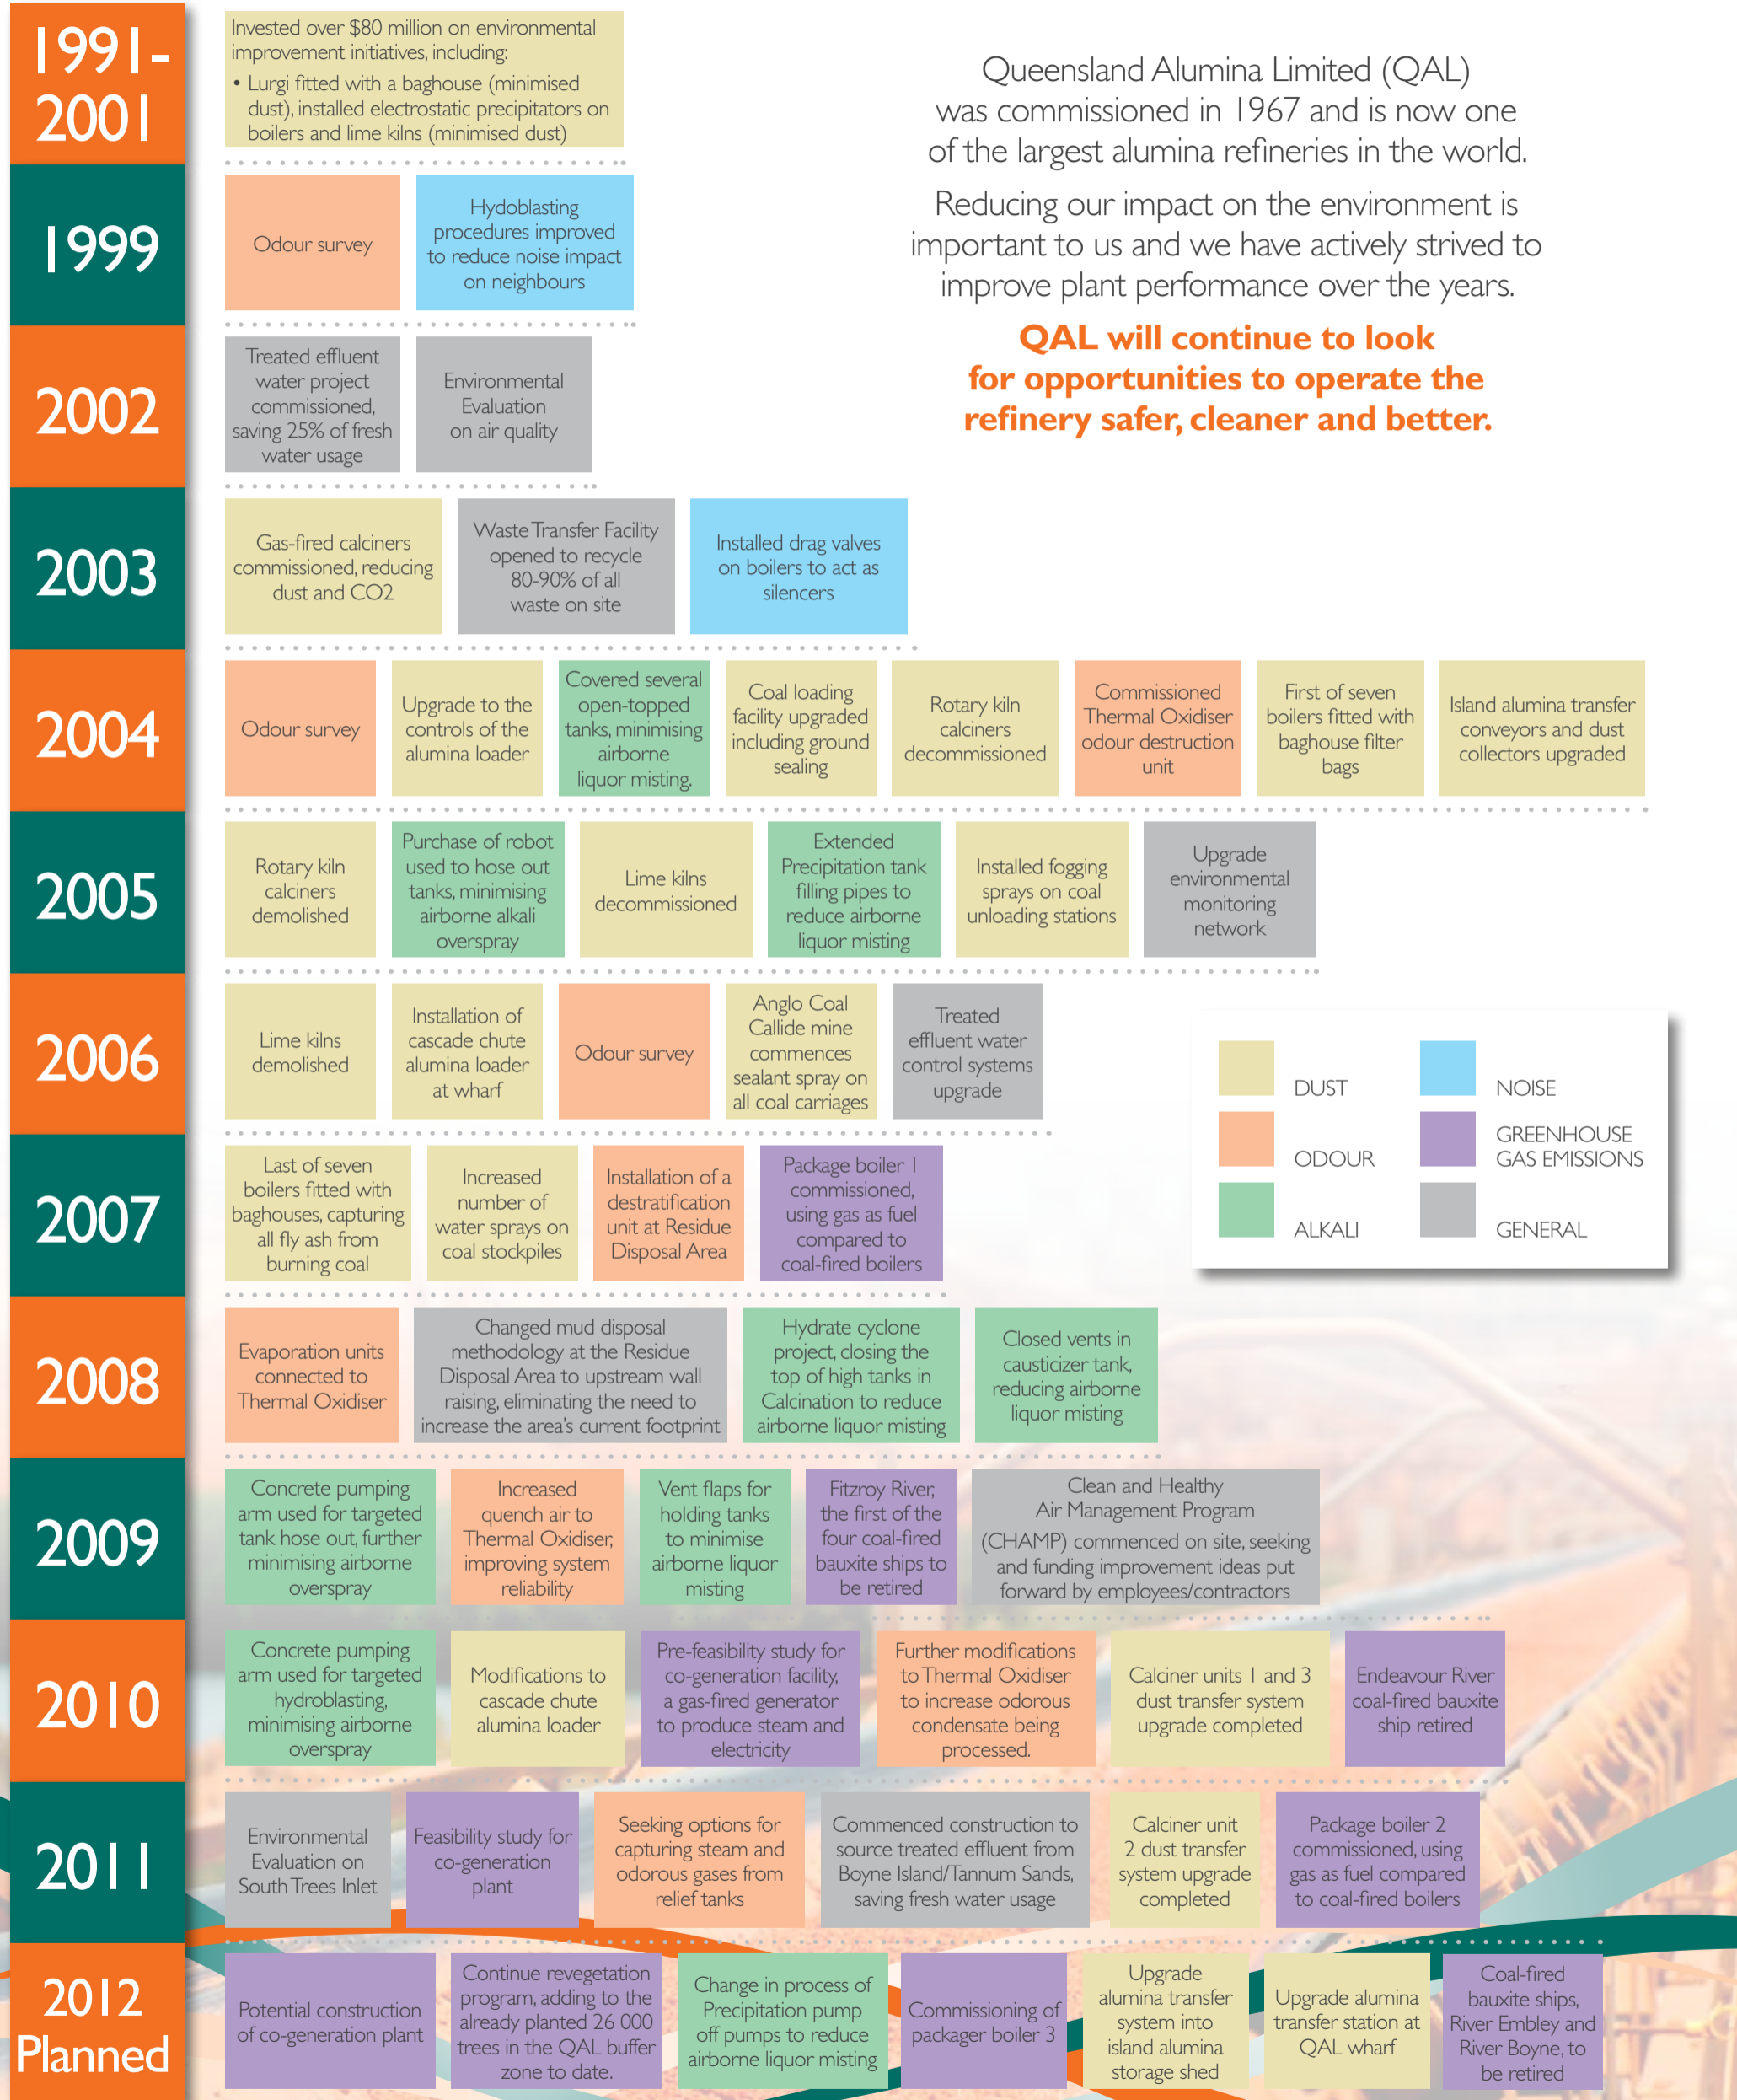 1991-
2001
Invested over $80 million on environmental
improvement initiatives, including:
• Lurgi fitted with a baghouse (minimised
dust), installed electrostatic precipitators on
boilers and lime kilns (minimised dust)
Queensland Alumina Limited (QAL)
was commissioned in 1967 and is now one
of the largest alumina refineries in the world.
Reducing our impact on the environment is
important to us and we have actively strived to
improve plant performance over the years.
QAL will continue to look
for opportunities to operate the
refinery safer, cleaner and better.
1999
Odour survey
Hydoblasting
procedures improved
to reduce noise impact
on neighbours
2002
Treated effluent
water project
commissioned,
saving 25% of fresh
water usage
Environmental
Evaluation
on air quality
2003
Gas-fired calciners
commissioned, reducing
dust and CO2
Waste Transfer Facility
opened to recycle
80-90% of all
waste on site
Installed drag valves
on boilers to act as
silencers
2004
Odour survey
Upgrade to the
controls of the
alumina loader
Covered several
open-topped
tanks, minimising
airborne
liquor misting.
Coal loading
facility upgraded
including ground
sealing
Rotary kiln
calciners
decommissioned
Commissioned
Thermal Oxidiser
odour destruction
unit
First of seven
boilers fitted with
baghouse filter
bags
Island alumina transfer
conveyors and dust
collectors upgraded
2005
Rotary kiln
calciners
demolished
Purchase of robot
used to hose out
tanks, minimising
airborne alkali
overspray
Lime kilns
decommissioned
Extended
Precipitation tank
filling pipes to
reduce airborne
liquor misting
Installed fogging
sprays on coal
unloading stations
Upgrade
environmental
monitoring
network
2006
Lime kilns
demolished
Installation of
cascade chute
alumina loader
at wharf
Odour survey
Anglo Coal
Callide mine
commences
sealant spray on
all coal carriages
Treated
effluent water
control systems
upgrade
DUST
ODOUR
ALKALI
NOISE
GREENHOUSE
GAS EMISSIONS
GENERAL
2007
Last of seven
boilers fitted with
baghouses, capturing
all fly ash from
burning coal
Increased
number of
water sprays on
coal stockpiles
Installation of a
destratification
unit at Residue
Disposal Area
Package boiler 1
commissioned,
using gas as fuel
compared to
coal-fired boilers
2008
Evaporation units
connected to
Thermal Oxidiser
Changed mud disposal
methodology at the Residue
Disposal Area to upstream wall
raising, eliminating the need to
increase the area's current footprint
Hydrate cyclone
project, closing the
top of high tanks in
Calcination to reduce
airborne liquor misting
Closed vents in
causticizer tank,
reducing airborne
liquor misting
2009
Concrete pumping
arm used for targeted
tank hose out, further
minimising airborne
overspray
Increased
quench air to
Thermal Oxidiser,
improving system
reliability
Vent flaps for
holding tanks
to minimise
airborne liquor
misting
Fitzroy River,
the first of the
four coal-fired
bauxite ships to
be retired
Clean and Healthy
Air Management Program
(CHAMP) commenced on site, seeking
and funding improvement ideas put
forward by employees/contractors
2010
Concrete pumping
arm used for targeted
hydroblasting,
minimising airborne
overspray
Modifications to
cascade chute
alumina loader
Pre-feasibility study for
co-generation facility,
a gas-fired generator
to produce steam and
electricity
Further modifications
to Thermal Oxidiser
to increase odorous
condensate being
processed.
Calciner units 1 and 3
dust transfer system
upgrade completed
Endeavour River
coal-fired bauxite
ship retired
2011
Environmental
Evaluation on
South Trees Inlet
Feasibility study for
co-generation
plant
Seeking options for
capturing steam and
odorous gases from
relief tanks
Commenced construction to
source treated effluent from
Boyne Island/Tannum Sands,
saving fresh water usage
Calciner unit
2 dust transfer
system upgrade
completed
Package boiler 2
commissioned, using
gas as fuel compared
to coal-fired boilers
2012
Planned
Potential construction
of co-generation plant
Continue revegetation
program, adding to the
already planted 26 000
trees in the QAL buffer
zone to date.
Change in process of
Precipitation pump
off pumps to reduce
airborne liquor misting
Commissioning of
packager boiler 3
Upgrade
alumina transfer
system into
island alumina
storage shed
Upgrade alumina
transfer station at
QAL wharf
Coal-fired
bauxite ships,
River Embley and
River Boyne, to
be retired